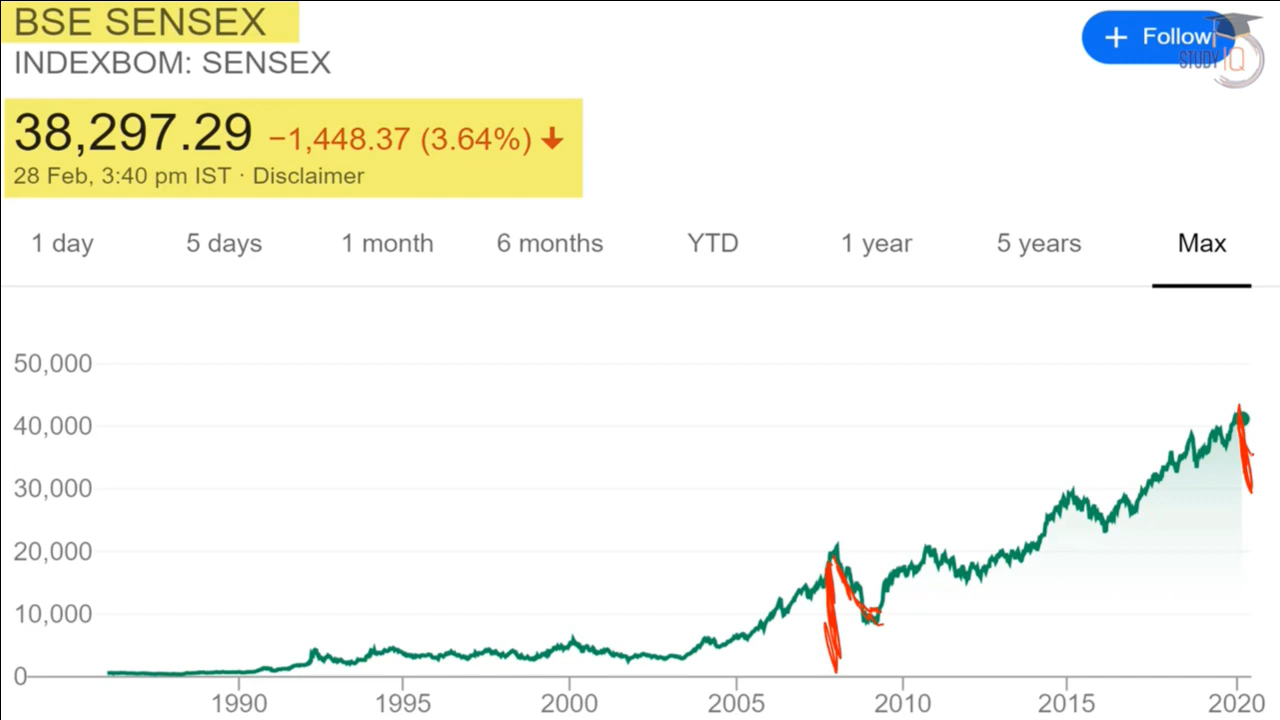 BSE SENSEX
INDEXBOM: SENSEX
+ Follow
STUDY IQ
38,297.29 −1,448.37 (3.64%) ↓
28 Feb, 3:40 pm IST · Disclaimer
1 day 5 days 1 month 6 months YTD 1 year 5 years Max
50,000
40,000
30,000
20,000
10,000
0
1990 1995 2000 2005 2010 2015 2020